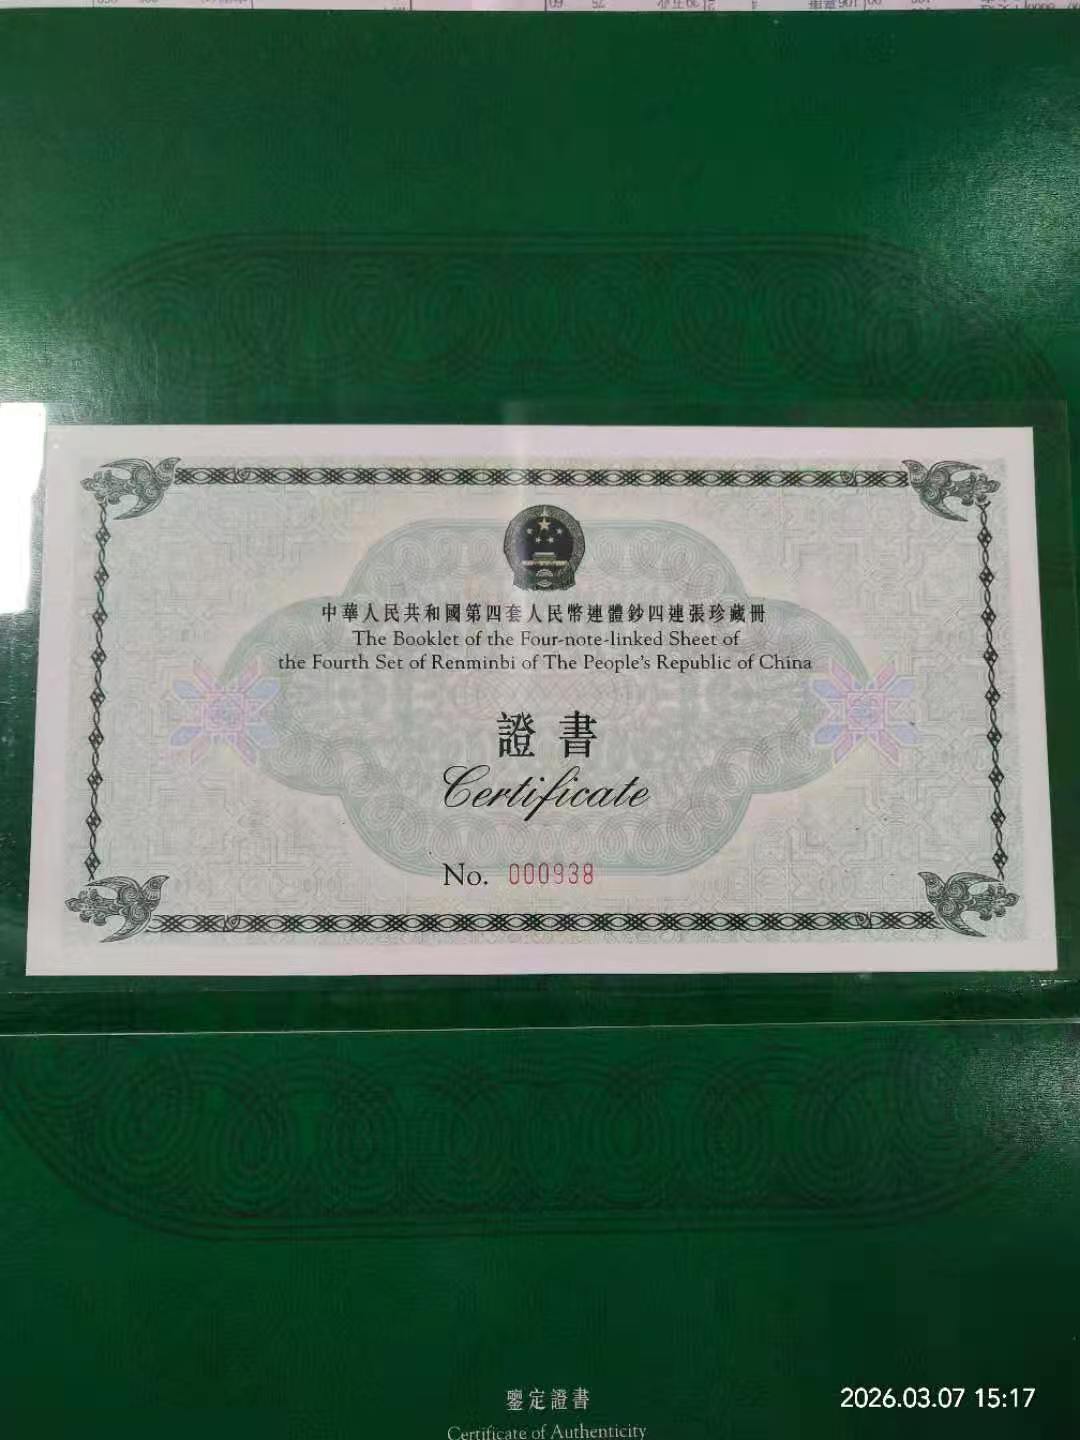 中華人民共和國第四套人民幣連體鈔四連張珍藏冊
The Booklet of the Four-note-linked Sheet of
the Fourth Set of Renminbi of The People's Republic of China
證書
Certificate
No. 000938
鑒定證書
Certificate of Authenticity
2026.03.07 15:17